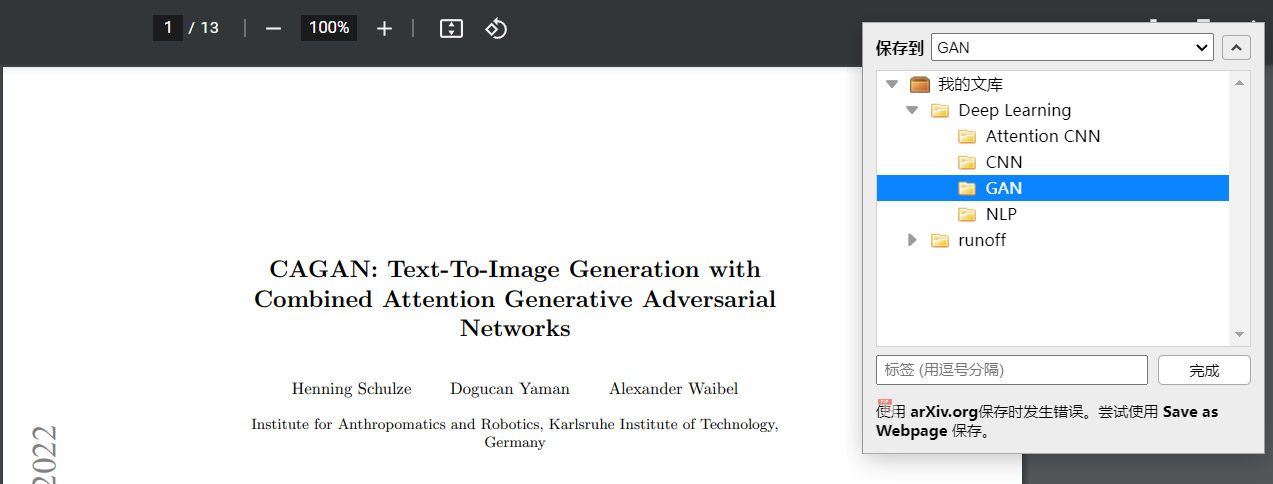 1 / 13
100%
保存到 GAN
我的文库
Deep Learning
Attention CNN
CNN
GAN
NLP
runoff
标签 (用逗号分隔)
完成
使用 arXiv.org保存时发生错误。尝试使用 Save as
Webpage 保存。
CAGAN: Text-To-Image Generation with
Combined Attention Generative Adversarial
Networks
Henning Schulze Dogucan Yaman Alexander Waibel
Institute for Anthropomatics and Robotics, Karlsruhe Institute of Technology,
Germany
2022